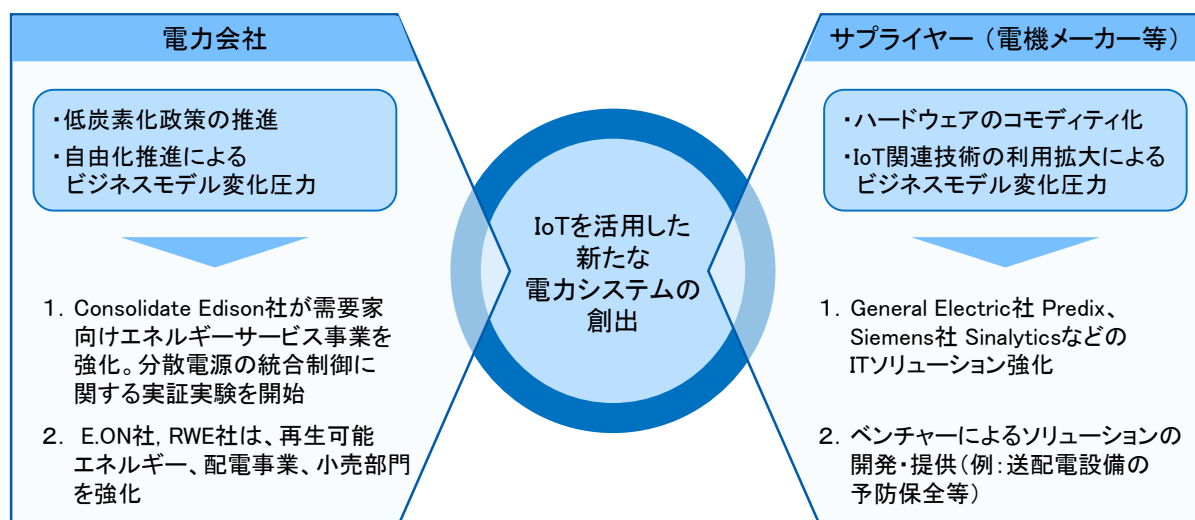 電力会社
・低炭素化政策の推進
・自由化推進による
ビジネスモデル変化圧力
1. Consolidate Edison社が需要家
向けエネルギーサービス事業を
強化。分散電源の統合制御に
関する実証実験を開始
2. E.ON社, RWE社は、再生可能
エネルギー、配電事業、小売部門
を強化
IoTを活用した
新たな
電力システムの
創出
サプライヤー（電機メーカー等）
・ハードウェアのコモディティ化
・IoT関連技術の利用拡大による
ビジネスモデル変化圧力
1. General Electric社 Predix、
Siemens社 Sinalyticsなどの
ITソリューション強化
2. ベンチャーによるソリューションの
開発・提供（例：送配電設備の
予防保全等）